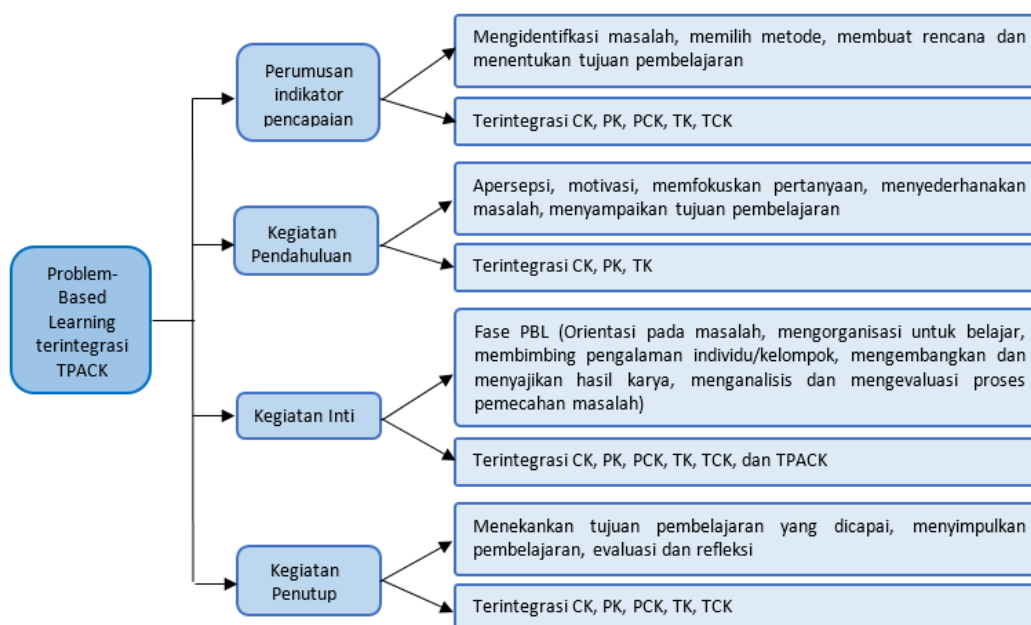 Problem-
Based
Learning
terintegrasi
TPACK
Perumusan
indikator
pencapaian
Mengidentifkasi masalah, memilih metode, membuat rencana dan
menentukan tujuan pembelajaran
Terintegrasi CK, PK, PCK, TK, TCK
Kegiatan
Pendahuluan
Apersepsi, motivasi, memfokuskan pertanyaan, menyederhanakan
masalah, menyampaikan tujuan pembelajaran
Terintegrasi CK, PK, TK
Kegiatan Inti
Fase PBL (Orientasi pada masalah, mengorganisasi untuk belajar,
membimbing pengalaman individu/kelompok, mengembangkan dan
menyajikan hasil karya, menganalisis dan mengevaluasi proses
pemecahan masalah)
Terintegrasi CK, PK, PCK, TK, TCK, dan TPACK
Kegiatan
Penutup
Menekankan tujuan pembelajaran yang dicapai, menyimpulkan
pembelajaran, evaluasi dan refleksi
Terintegrasi CK, PK, PCK, TK, TCK